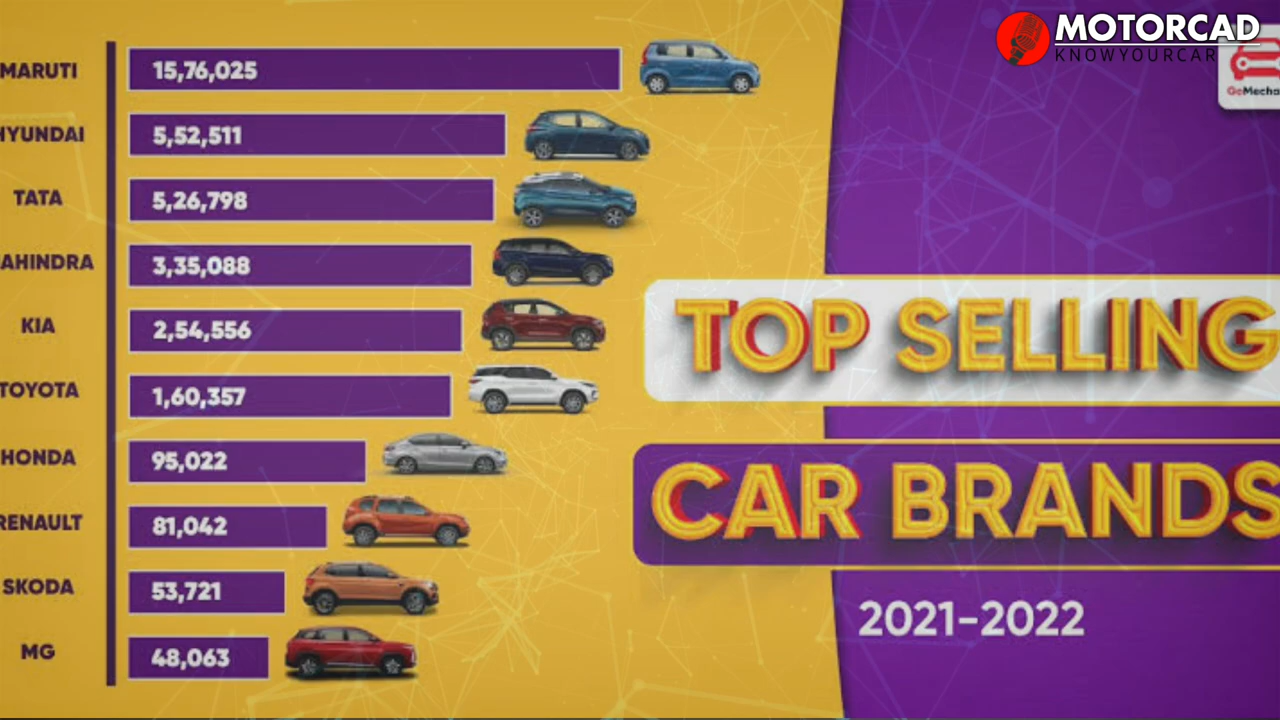 MOTORCAD
KNOWYOURCAR
GoMecha
MARUTI 15,76,025
HYUNDAI 5,52,511
TATA 5,26,798
AHINDRA 3,35,088
KIA 2,54,556
TOYOTA 1,60,357
HONDA 95,022
RENAULT 81,042
SKODA 53,721
MG 48,063
TOP SELLING
CAR BRANDS
2021-2022